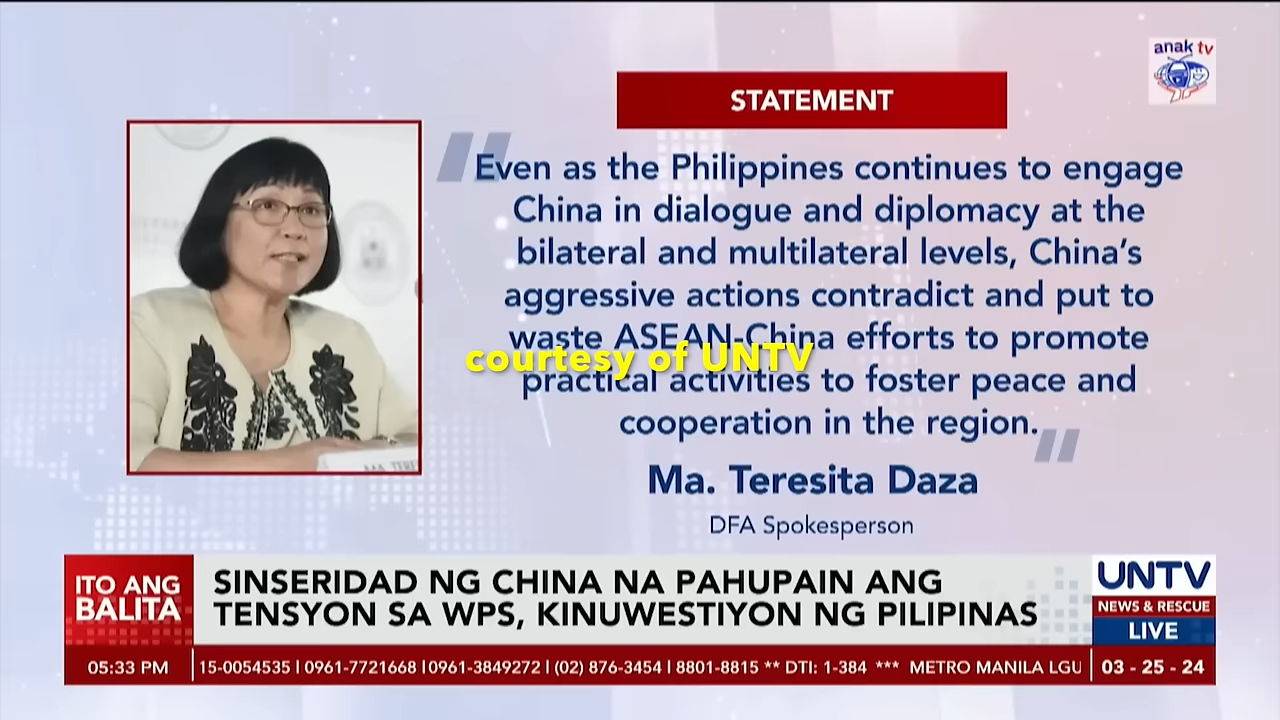 anak tv
STATEMENT
Even as the Philippines continues to engage
China in dialogue and diplomacy at the
bilateral and multilateral levels, China's
aggressive actions contradict and put to
waste ASEAN-China efforts to promote
courtesy of UNTV
practical activities to foster peace and
cooperation in the region.
Ma. Teresita Daza
DFA Spokesperson
ITO ANG
BALITA
SINSERIDAD NG CHINA NA PAHUPAIN ANG
TENSYON SA WPS, KINUWESTIYON NG PILIPINAS
UNTV
NEWS & RESCUE
LIVE
05:33 PM
15-0054535 | 0961-7721668 | 0961-3849272 | (02) 876-3454 | 8801-8815 ** DTI: 1-384 *** METRO MANILA LGU
03 - 25 - 24